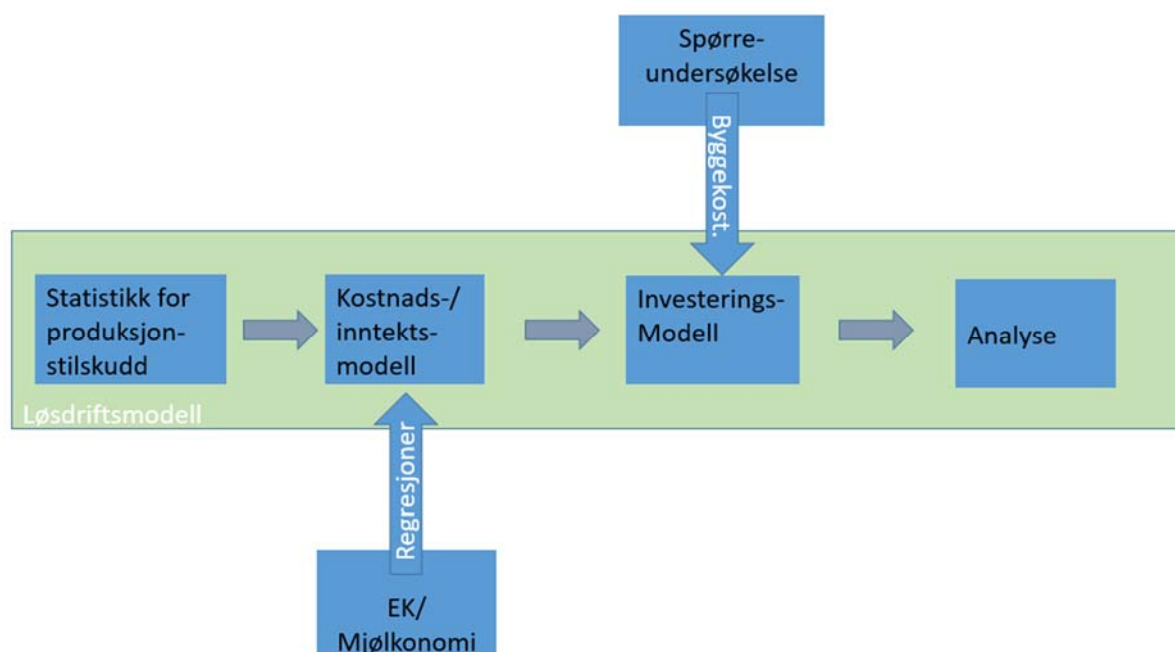 Spørre-
undersøkelse
Byggekost.
Statistikk for
produksjon-
stilskudd
Kostnads-/
inntekts-
modell
Investerings-
Modell
Analyse
Løsdriftsmodell
Regresjoner
EK/
Mjølkonomi